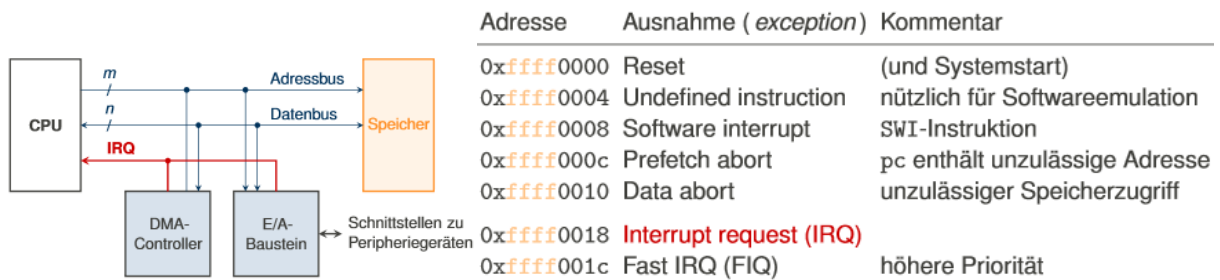 m
Adressbus
n
Datenbus
CPU
Speicher
IRQ
DMA-
Controller
E/A-
Baustein
Schnittstellen zu
Peripheriegeräten
Adresse Ausnahme (exception) Kommentar
0xffff0000 Reset (und Systemstart)
0xffff0004 Undefined instruction nützlich für Softwareemulation
0xffff0008 Software interrupt SWI-Instruktion
0xffff000c Prefetch abort pc enthält unzulässige Adresse
0xffff0010 Data abort unzulässiger Speicherzugriff
0xffff0018 Interrupt request (IRQ)
0xffff001c Fast IRQ (FIQ) höhere Priorität